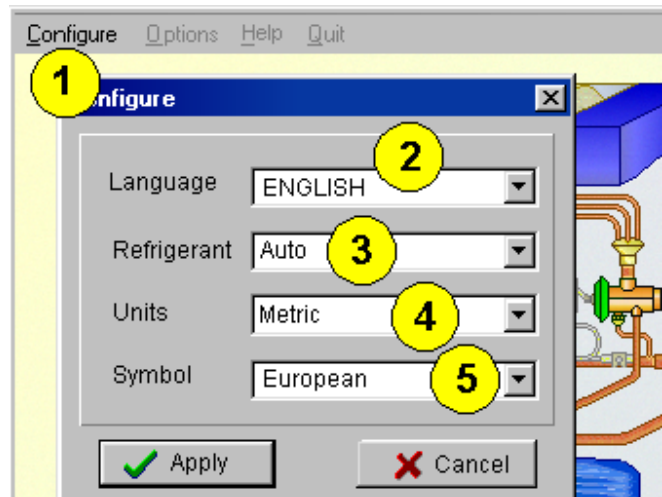 Configure Options Help Quit
1
onfigure
2
Language ENGLISH
Refrigerant Auto 3
Units Metric 4
Symbol European 5
Apply Cancel